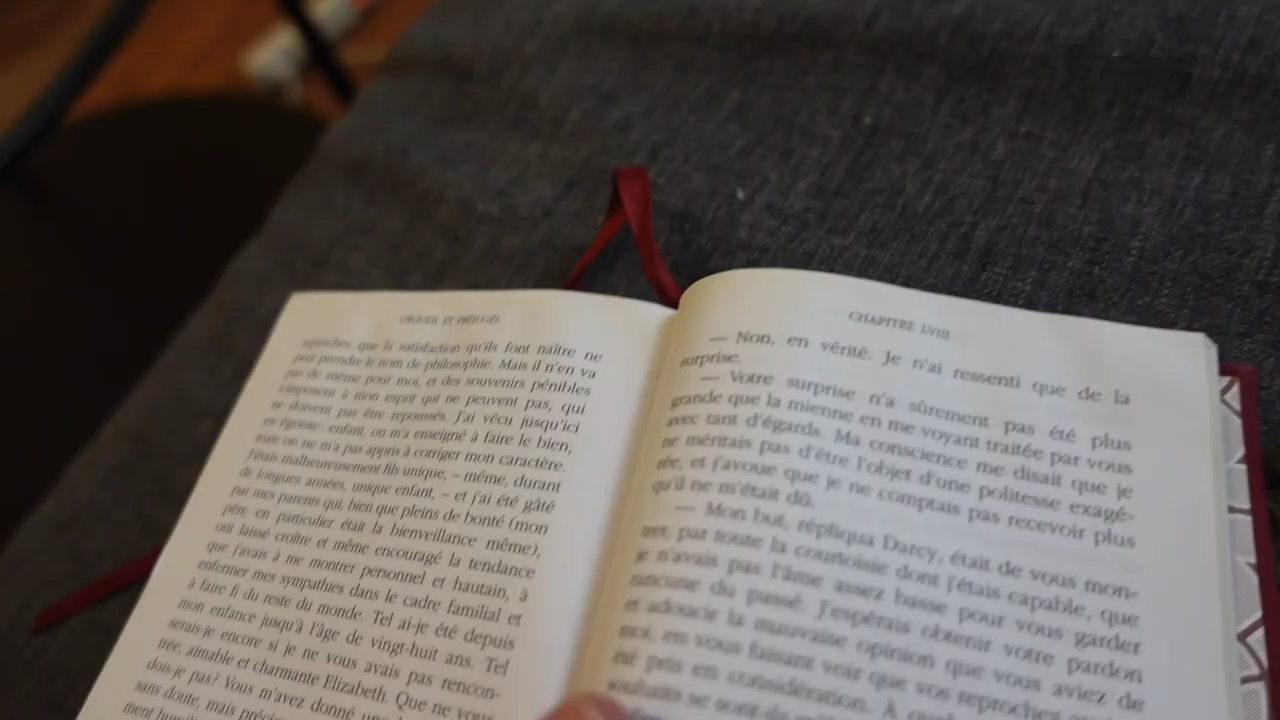 ORGUEIL ET PRÉJUGÉS
reproches que la satisfaction qu'ils font naître ne
peut prendre le nom de philosophie. Mais il n'en va
pas de même pour moi, et des souvenirs pénibles
s'imposent à mon esprit qui ne peuvent pas, qui
ne doivent pas être repoussés. J'ai vécu jusqu'ici
en égoïste: enfant, on m'a enseigné à faire le bien,
mais on ne m'a pas appris à corriger mon caractère.
J'étais malheureusement fils unique, – même, durant
de longues années, unique enfant, – et j'ai été gâté
par mes parents qui, bien que pleins de bonté (mon
père en particulier était la bienveillance même),
ont laissé croître et même encouragé la tendance
que j'avais à me montrer personnel et hautain, à
enfermer mes sympathies dans le cadre familial et
à faire fi du reste du monde. Tel ai-je été depuis
mon enfance jusqu'à l'âge de vingt-huit ans. Tel
serais-je encore si je ne vous avais pas rencon-
trée, aimable et charmante Elizabeth. Que ne vous
dois-je pas? Vous m'avez donné une
sans doute, mais
ment
CHAPITRE LVIII
— Non, en vérité. Je n'ai ressenti que de la
surprise.
— Votre surprise n'a sûrement pas été plus
grande que la mienne en me voyant traitée par vous
avec tant d'égards. Ma conscience me disait que je
ne méritais pas d'être l'objet d'une politesse exagé-
rée, et j'avoue que je ne comptais pas recevoir plus
qu'il ne m'était dû.
— Mon but, répliqua Darcy, était de vous mon-
trer, par toute la courtoisie dont j'étais capable, que
je n'avais pas l'âme assez basse pour vous garder
rancune du passé. J'espérais obtenir votre pardon
et adoucir la mauvaise opinion que vous aviez de
moi, en vous faisant voir que vos reproches
été pris en considération. À
souhaits se